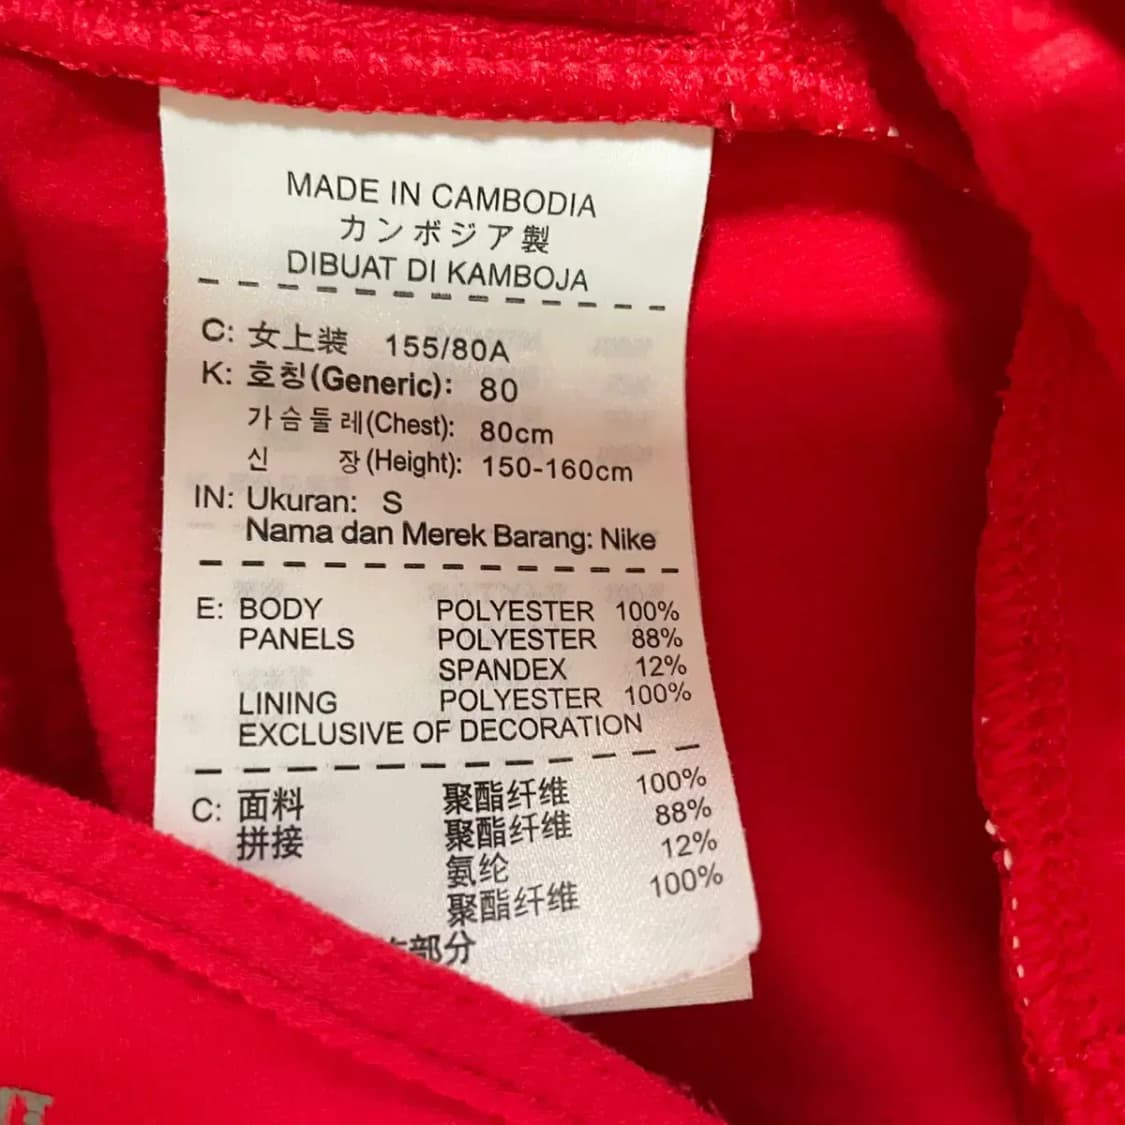 MADE IN CAMBODIA
カンボジア製
DIBUAT DI KAMBOJA
C: 女上装 155/80A
K: 호칭(Generic): 80
가슴둘레(Chest): 80cm
신 장(Height): 150-160cm
IN: Ukuran: S
Nama dan Merek Barang: Nike
E: BODY POLYESTER 100%
PANELS POLYESTER 88%
SPANDEX 12%
LINING POLYESTER 100%
EXCLUSIVE OF DECORATION
C: 面料 聚酯纤维 100%
拼接 聚酯纤维 88%
氨纶 12%
聚酯纤维 100%
部分